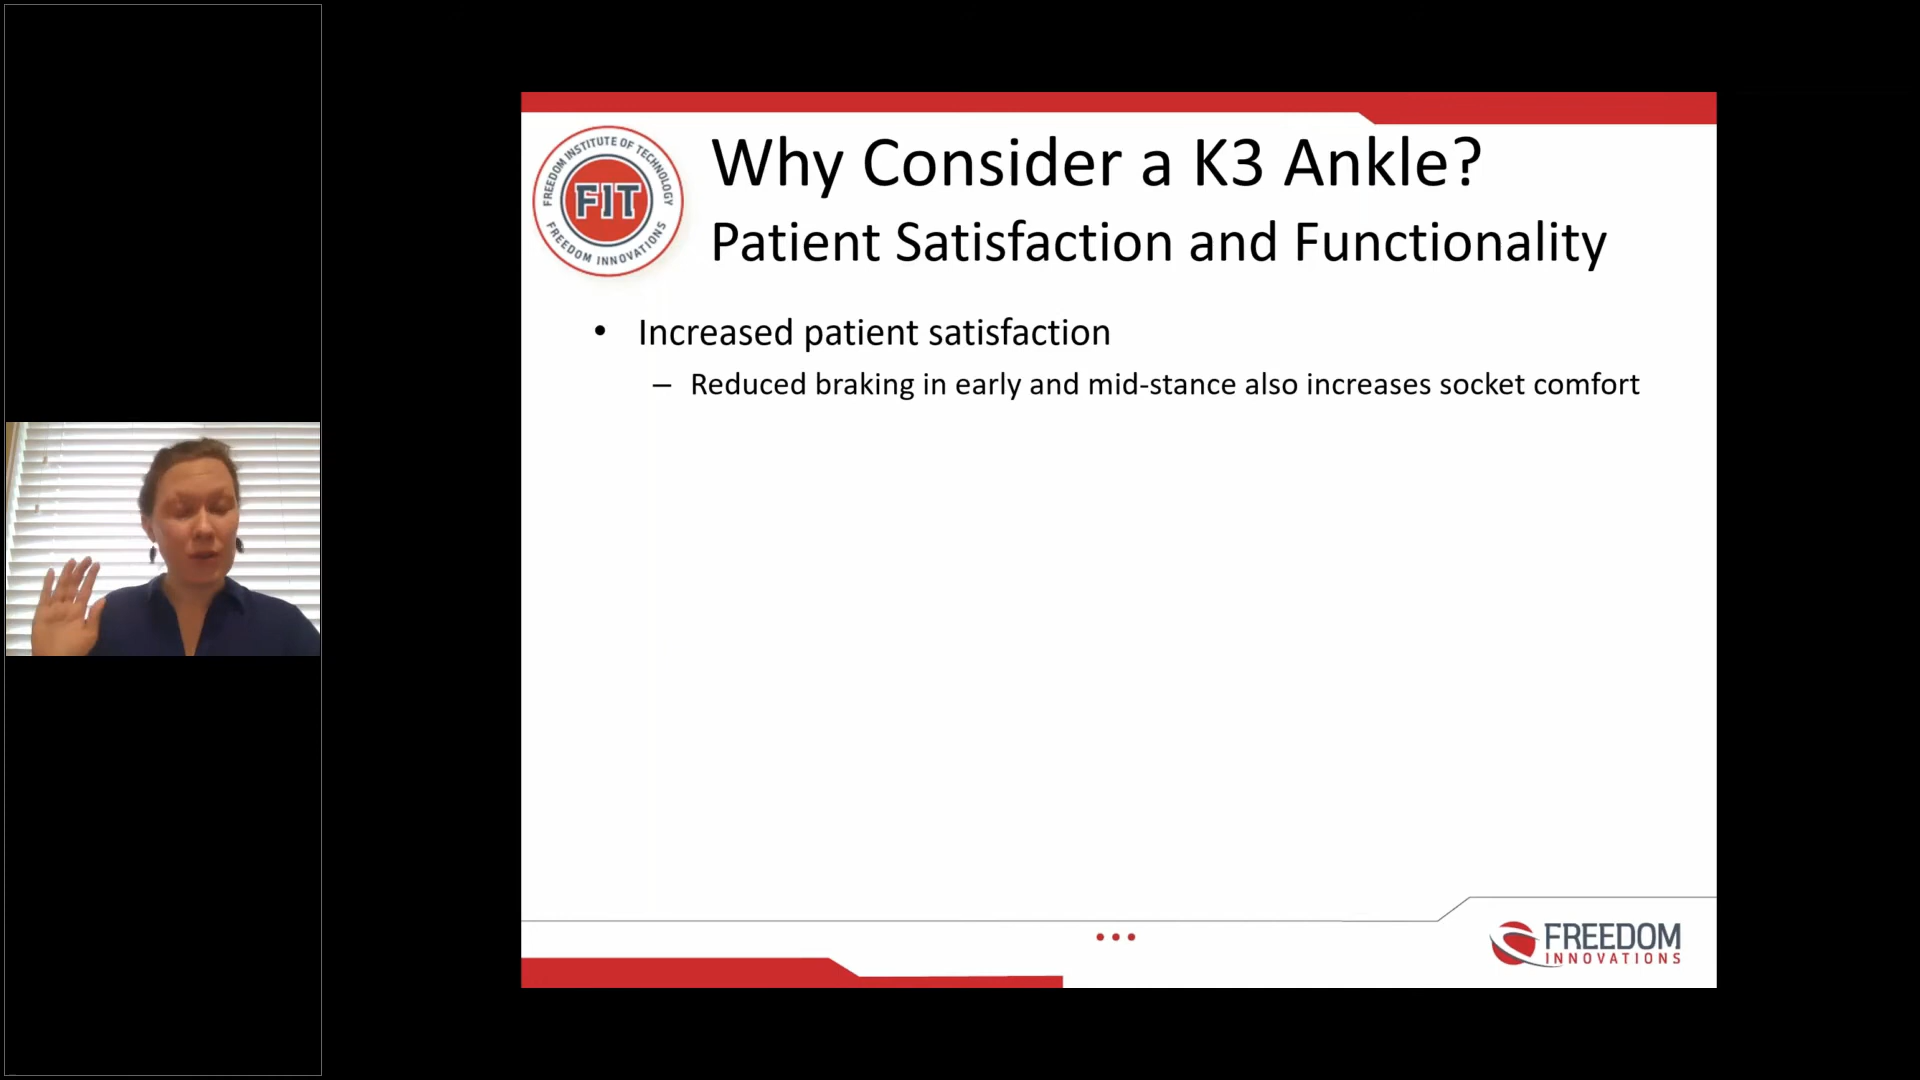 FREEDOM INSTITUTE OF TECHNOLOGY
FIT
FREEDOM INNOVATIONS
Why Consider a K3 Ankle?
Patient Satisfaction and Functionality
• Increased patient satisfaction
– Reduced braking in early and mid-stance also increases socket comfort
FREEDOM
INNOVATIONS